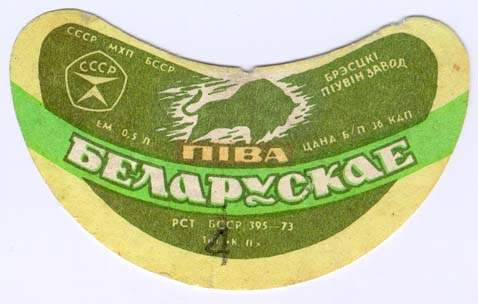 СССР МХП БССР
СССР
БРЭСЦКІ
ПІУВІН ЗАВОД
ЕМ. 0,5 Л.
ЦАНА Б/П 36 КАП
ПІВА
БЕЛАРУСКАЕ
РСТ БССР 395-73
4